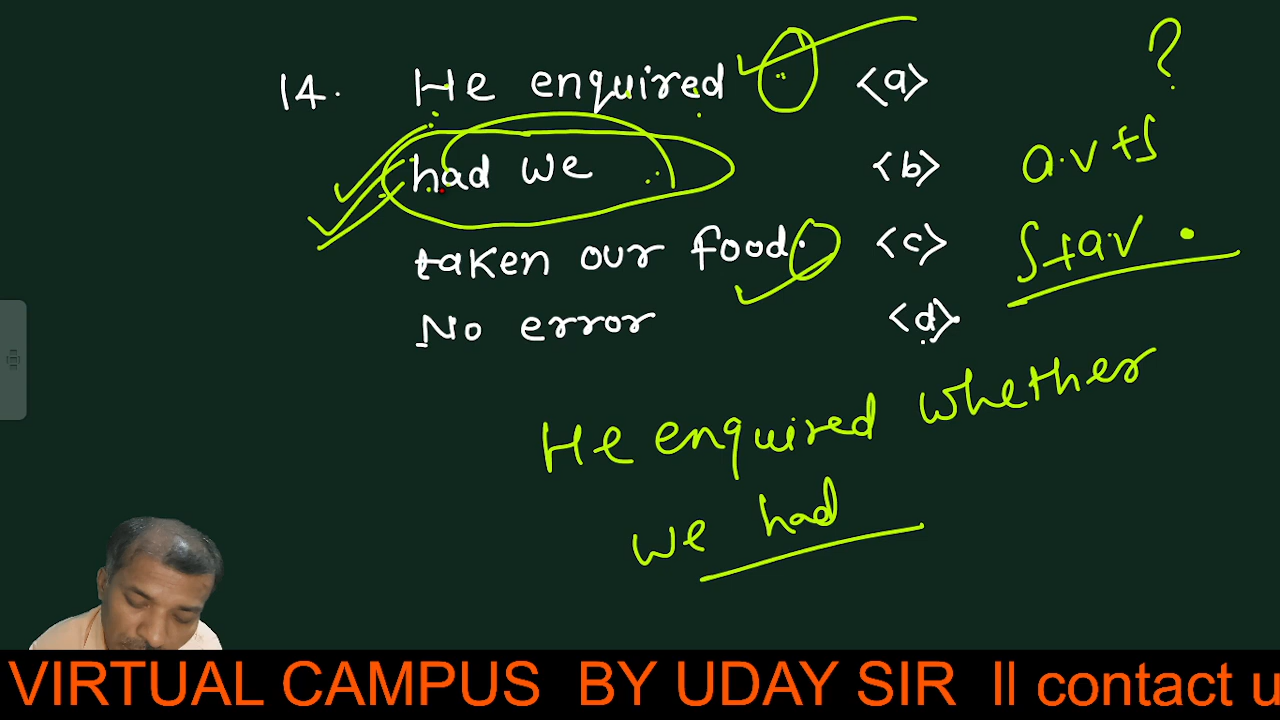 14. He enquired <a> ?
had we <b> a.v+S
taken our food. <c> S+a.v.
No error <d>
He enquired whether
we had
VIRTUAL CAMPUS BY UDAY SIR ll contact u